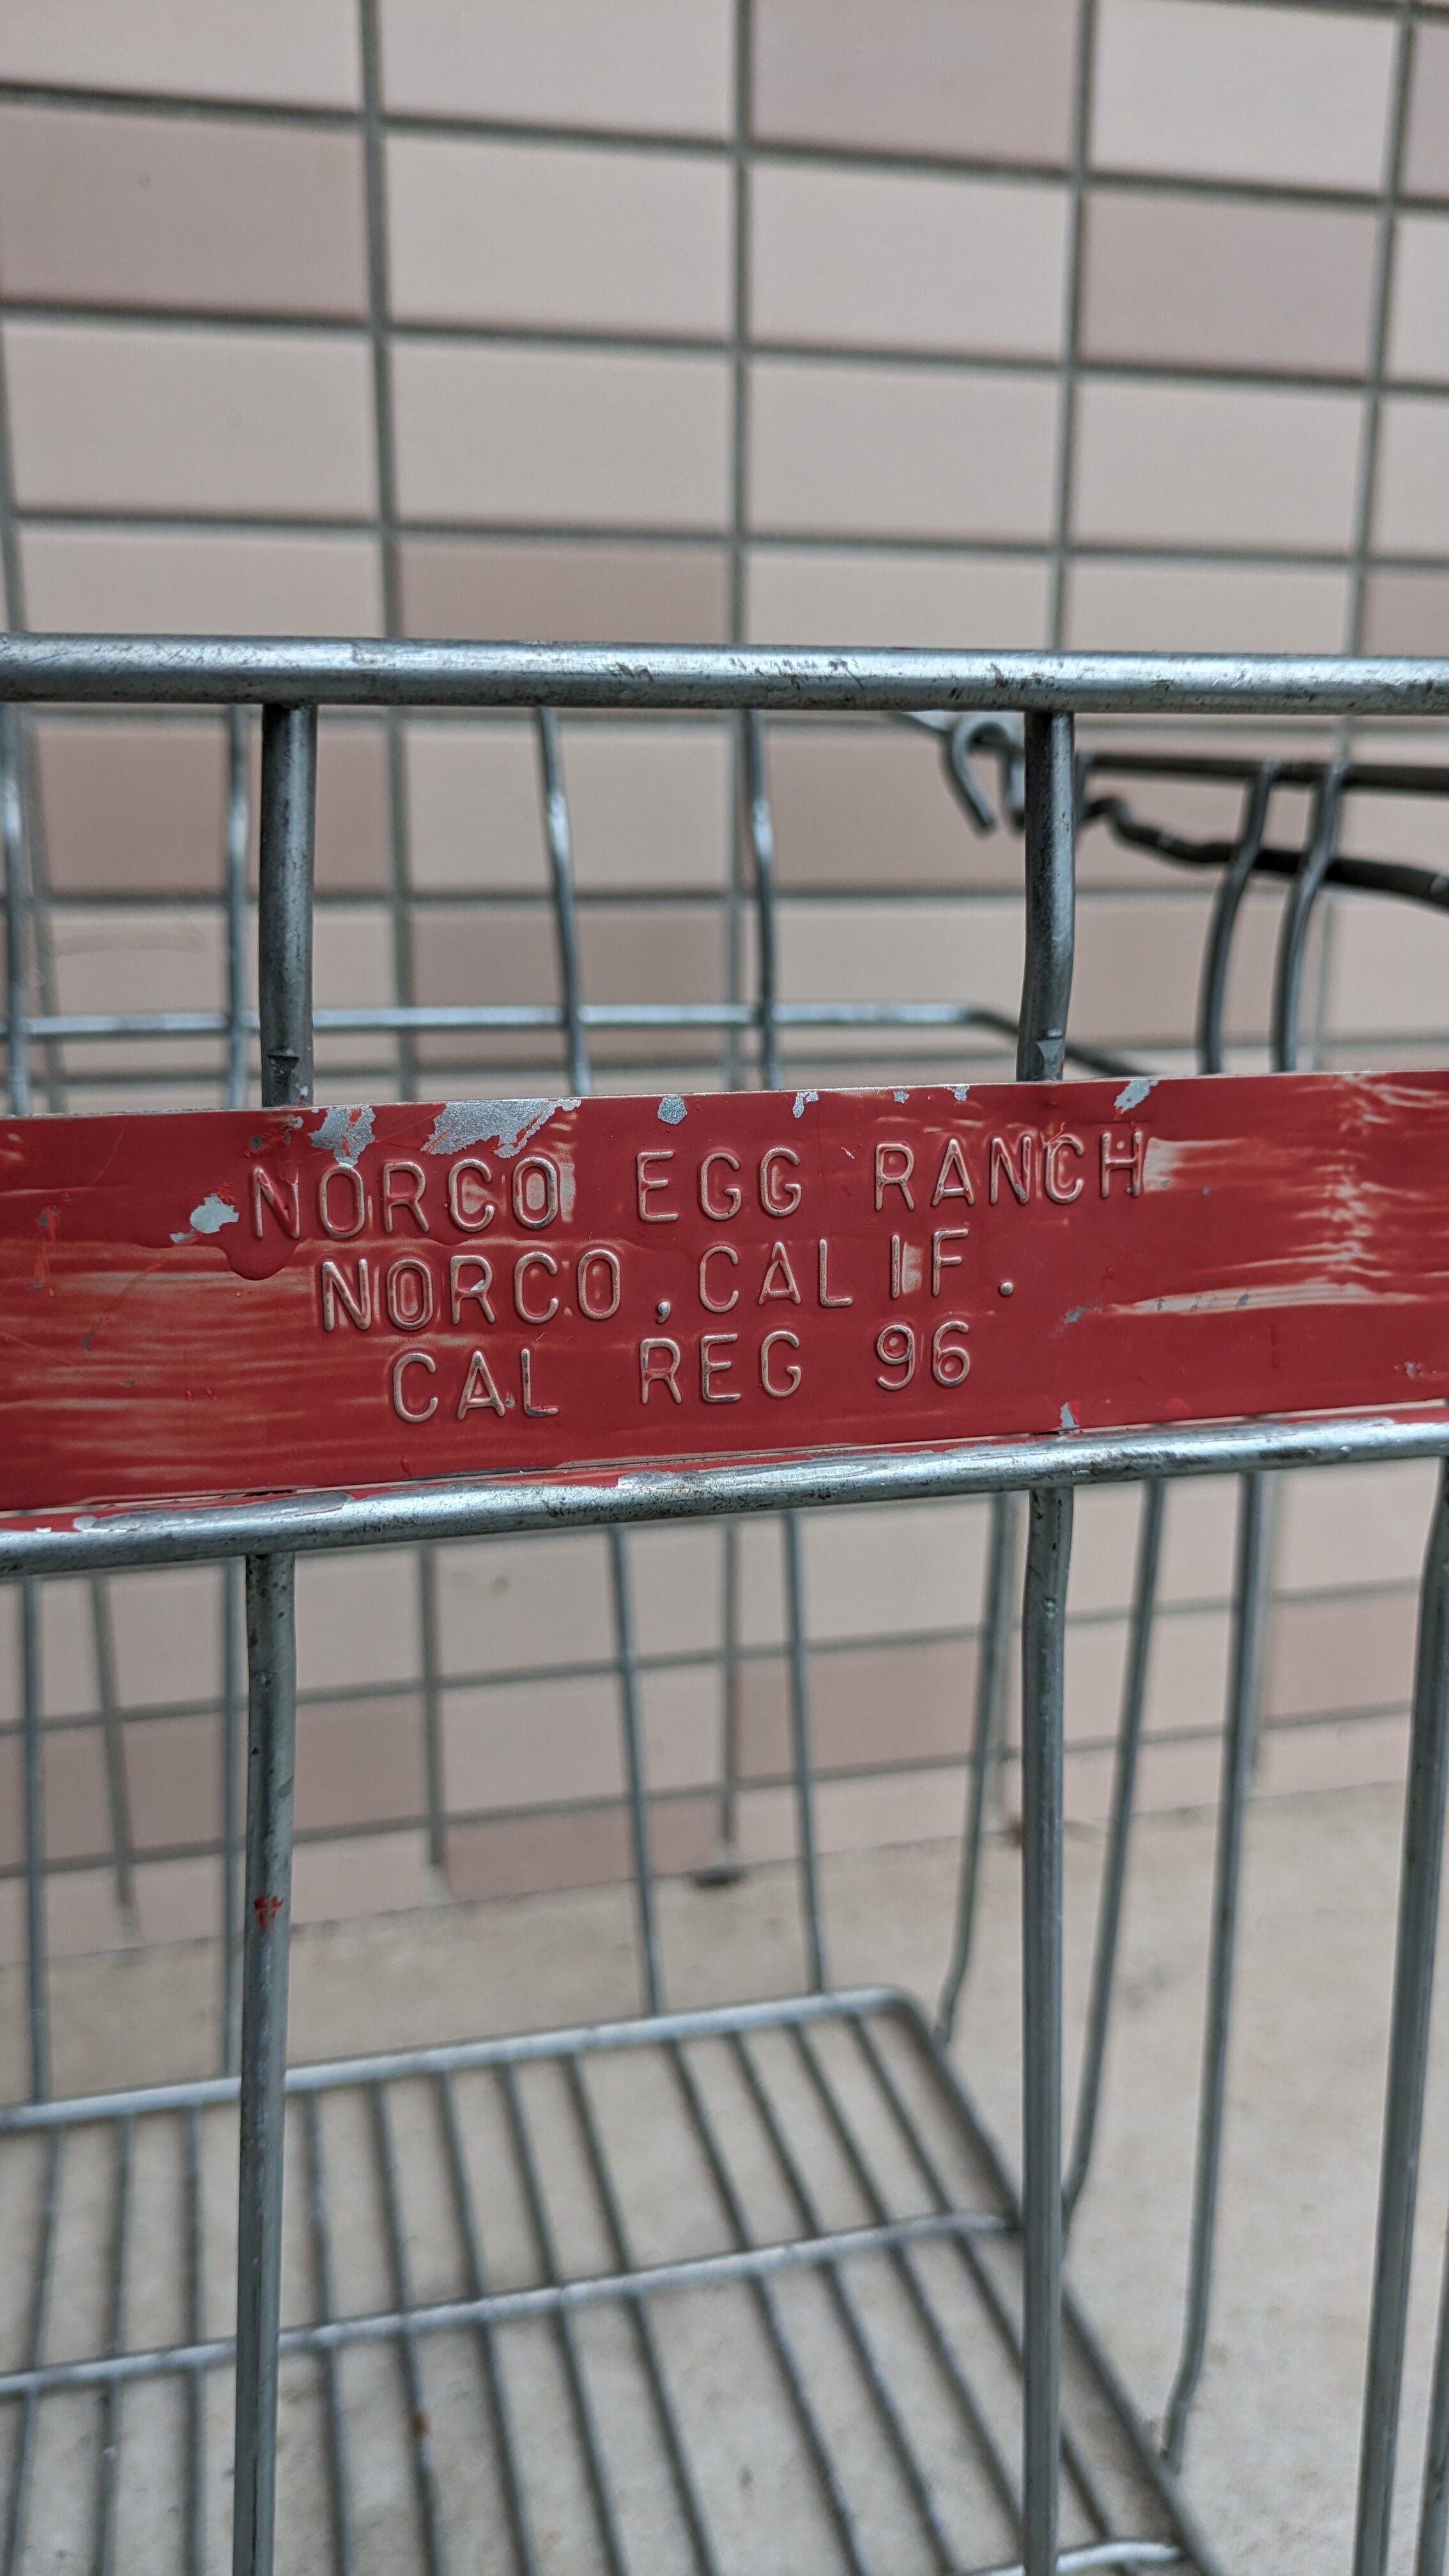 NORCO EGG RANCH
NORCO, CALIF.
CAL REG 96